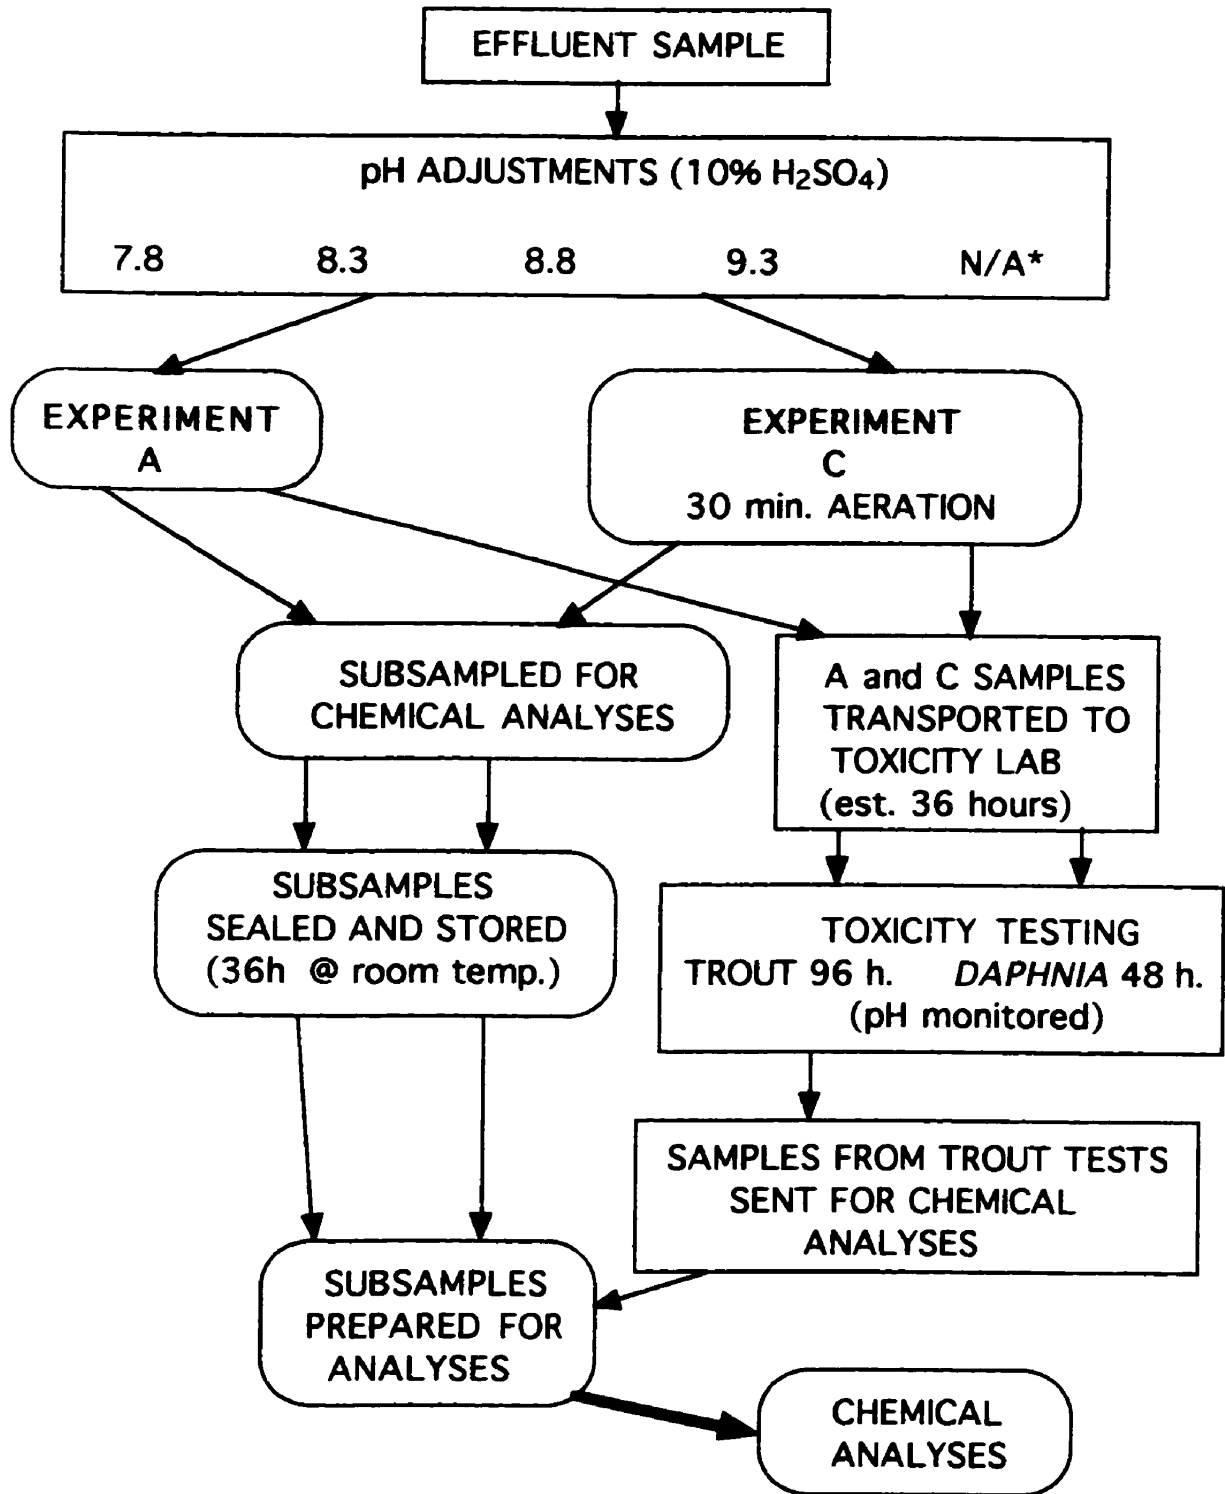 EFFLUENT SAMPLE
pH ADJUSTMENTS (10% H₂SO₄)
7.8 8.3 8.8 9.3 N/A*
EXPERIMENT
A
EXPERIMENT
C
30 min. AERATION
SUBSAMPLED FOR
CHEMICAL ANALYSES
A and C SAMPLES
TRANSPORTED TO
TOXICITY LAB
(est. 36 hours)
SUBSAMPLES
SEALED AND STORED
(36h @ room temp.)
TOXICITY TESTING
TROUT 96 h. DAPHNIA 48 h.
(pH monitored)
SAMPLES FROM TROUT TESTS
SENT FOR CHEMICAL
ANALYSES
SUBSAMPLES
PREPARED FOR
ANALYSES
CHEMICAL
ANALYSES